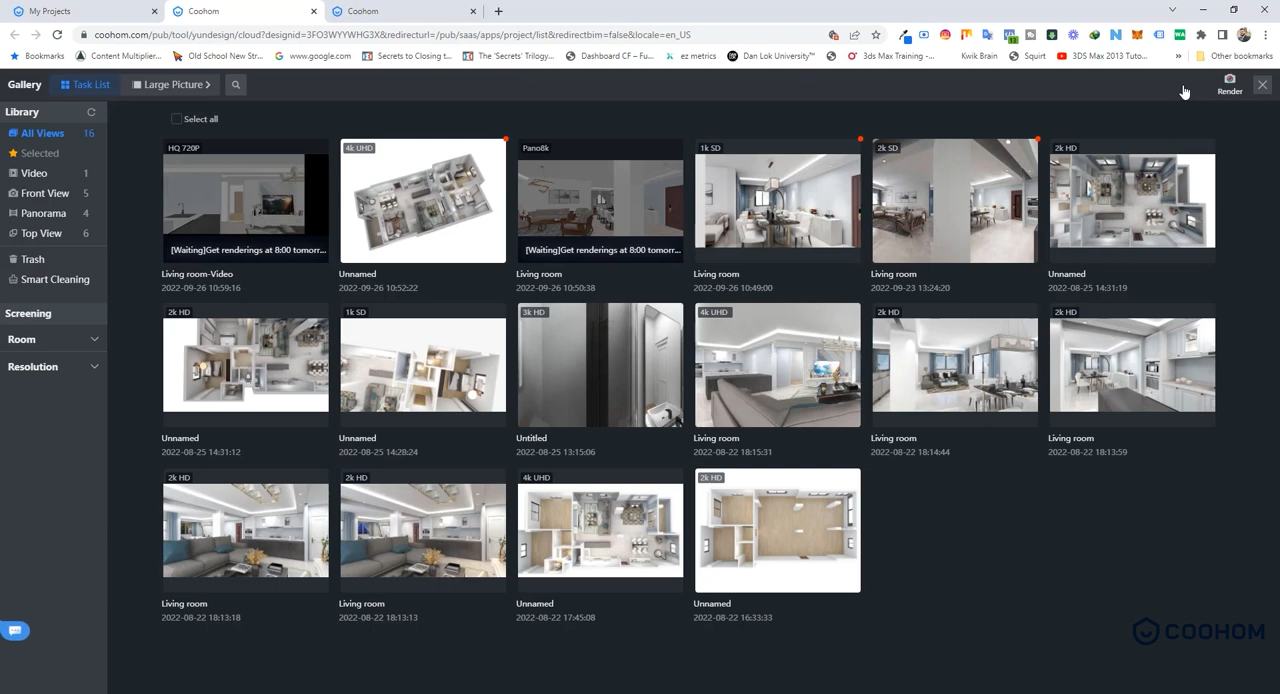 My Projects
Coohom
Coohom
coohom.com/pub/tool/yundesign/cloud?designid=3FO3WYYWHG3X&redirecturl=/pub/saas/apps/project/list&redirectbim=false&locale=en_US
Bookmarks
Content Multiplier...
Old School New Str...
www.google.com
Secrets to Closing t...
The 'Secrets' Trilogy...
Dashboard CF – Fu...
ez metrics
Dan Lok University™
3ds Max Training -...
Kwik Brain
Squirt
3DS Max 2013 Tuto...
Other bookmarks
Gallery
Task List
Large Picture
Render
Library
All Views 16
Selected
Video 1
Front View 5
Panorama 4
Top View 6
Trash
Smart Cleaning
Screening
Room
Resolution
Select all
HQ 720P
4k UHD
Pano8k
1k SD
2k SD
2k HD
[Waiting]Get renderings at 8:00 tomorr...
[Waiting]Get renderings at 8:00 tomor...
Living room-Video
Unnamed
Living room
Living room
Living room
Unnamed
2022-09-26 10:59:16
2022-09-26 10:52:22
2022-09-26 10:50:38
2022-09-26 10:49:00
2022-09-23 13:24:20
2022-08-25 14:31:19
2k HD
1k SD
3k HD
4k UHD
2k HD
2k HD
Unnamed
Unnamed
Untitled
Living room
Living room
Living room
2022-08-25 14:31:12
2022-08-25 14:28:24
2022-08-25 13:15:06
2022-08-22 18:15:31
2022-08-22 18:14:44
2022-08-22 18:13:59
2k HD
2k HD
4k UHD
2k HD
Living room
Living room
Unnamed
Unnamed
2022-08-22 18:13:18
2022-08-22 18:13:13
2022-08-22 17:45:08
2022-08-22 16:33:33
COOHOM